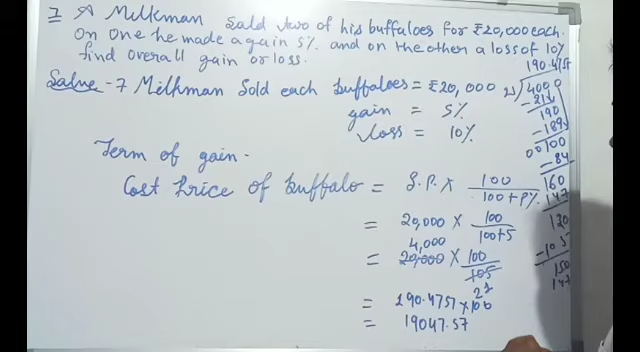 7 A Milkman Sald two of his buffaloes for ₹20,000 each.
On one he made a gain 5% and on the other a loss of 10%
find overall gain or loss.
Salue - 7 Milkman Sold each buffaloes = ₹20,000
gain = 5%
loss = 10%
Term of gain.
Cost Price of buffalo = S.P. × 100/100+P%
= 20,000 × 100/100+5
4,000
= 20,000 × 100/105
21
= 190.4757 × 100
= 19047.57
190.4757
21)4000
-21
190
-189
00100
-84
160
147
130
-105
150
147